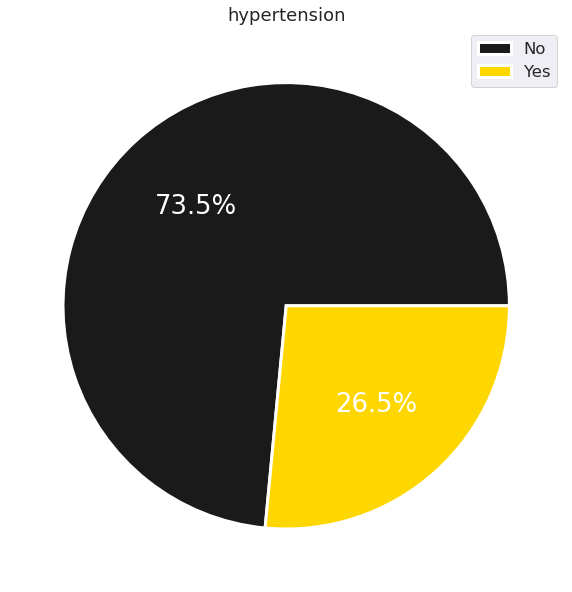 hypertension
No
Yes
73.5%
26.5%